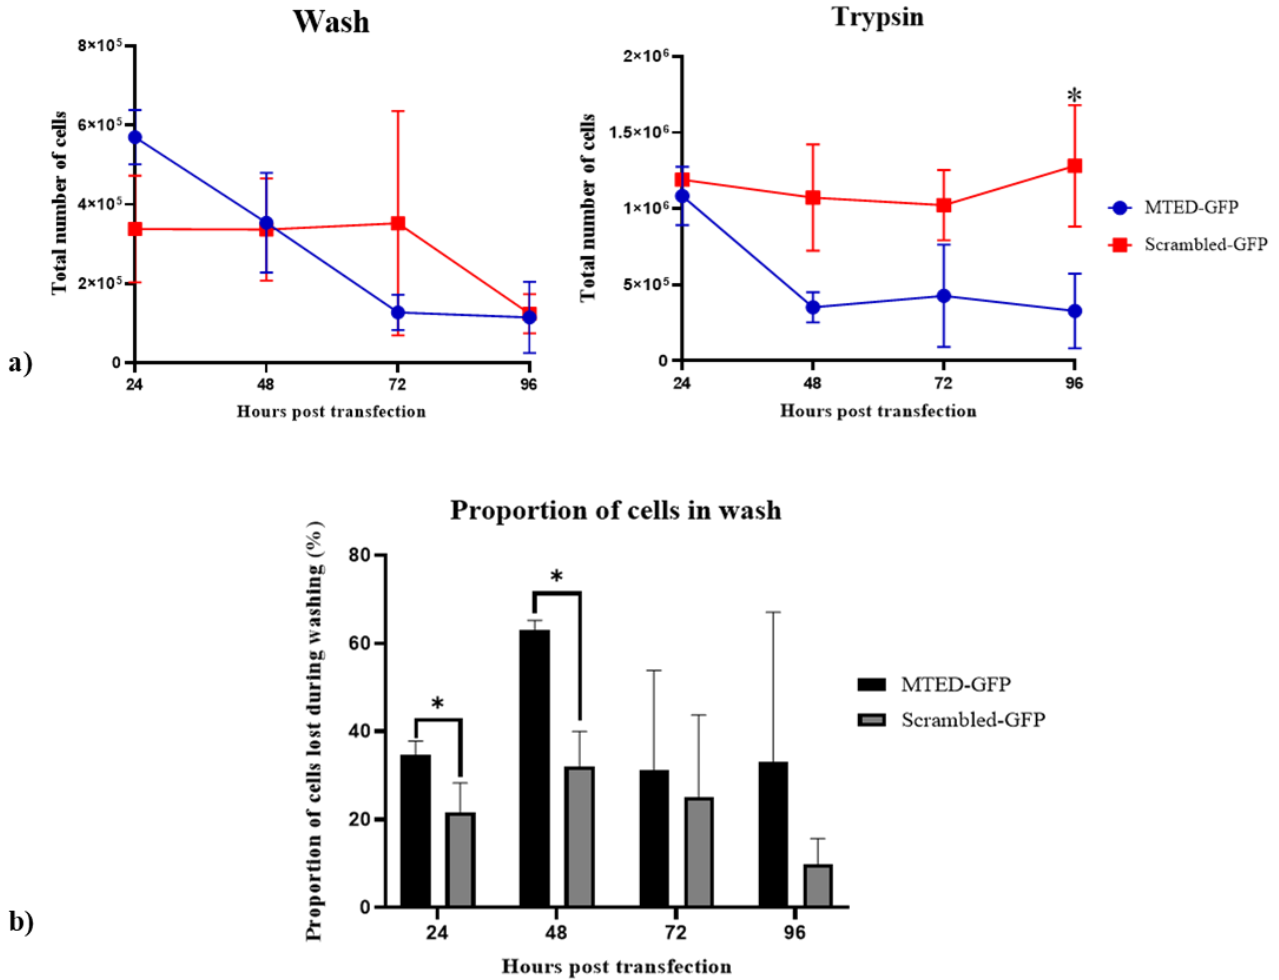 Wash
8×10⁵
6×10⁵
4×10⁵
2×10⁵
0
Total number of cells
24
48
72
96
Hours post transfection
Trypsin
2×10⁶
1.5×10⁶
1×10⁶
5×10⁵
0
Total number of cells
*
24
48
72
96
Hours post transfection
MTED-GFP
Scrambled-GFP
a)
Proportion of cells in wash
80
60
40
20
0
Proportion of cells lost during washing (%)
*
*
24
48
72
96
Hours post transfection
MTED-GFP
Scrambled-GFP
b)